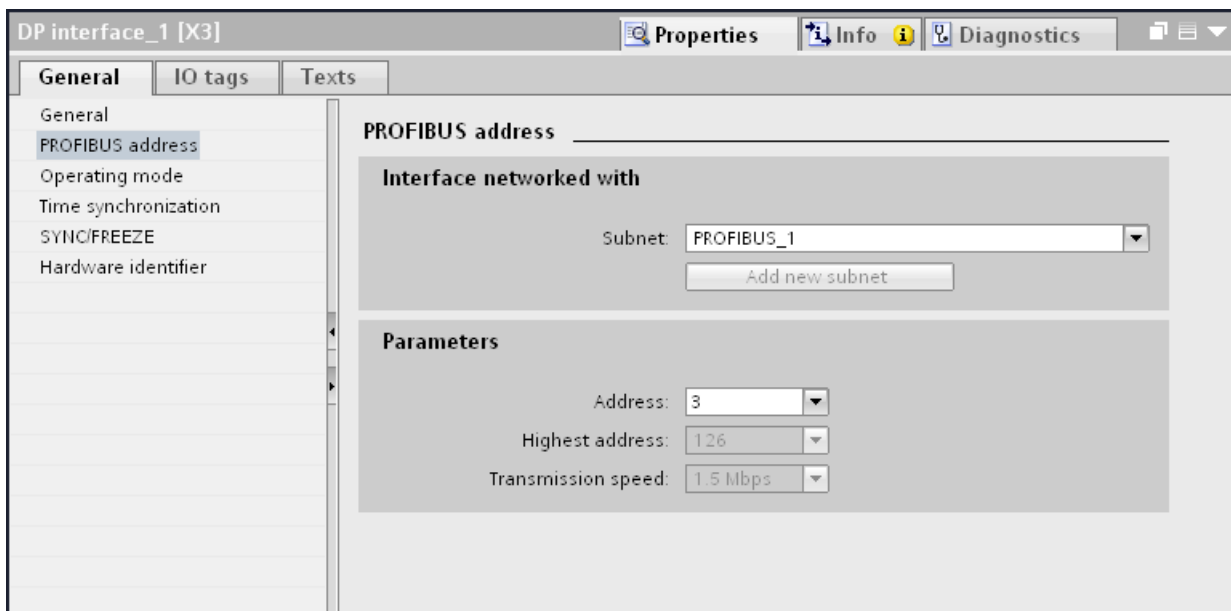 DP interface_1 [X3]
Properties
Info
Diagnostics
General
IO tags
Texts
General
PROFIBUS address
Operating mode
Time synchronization
SYNC/FREEZE
Hardware identifier
PROFIBUS address
Interface networked with
Subnet: PROFIBUS_1
Add new subnet
Parameters
Address: 3
Highest address: 126
Transmission speed: 1.5 Mbps